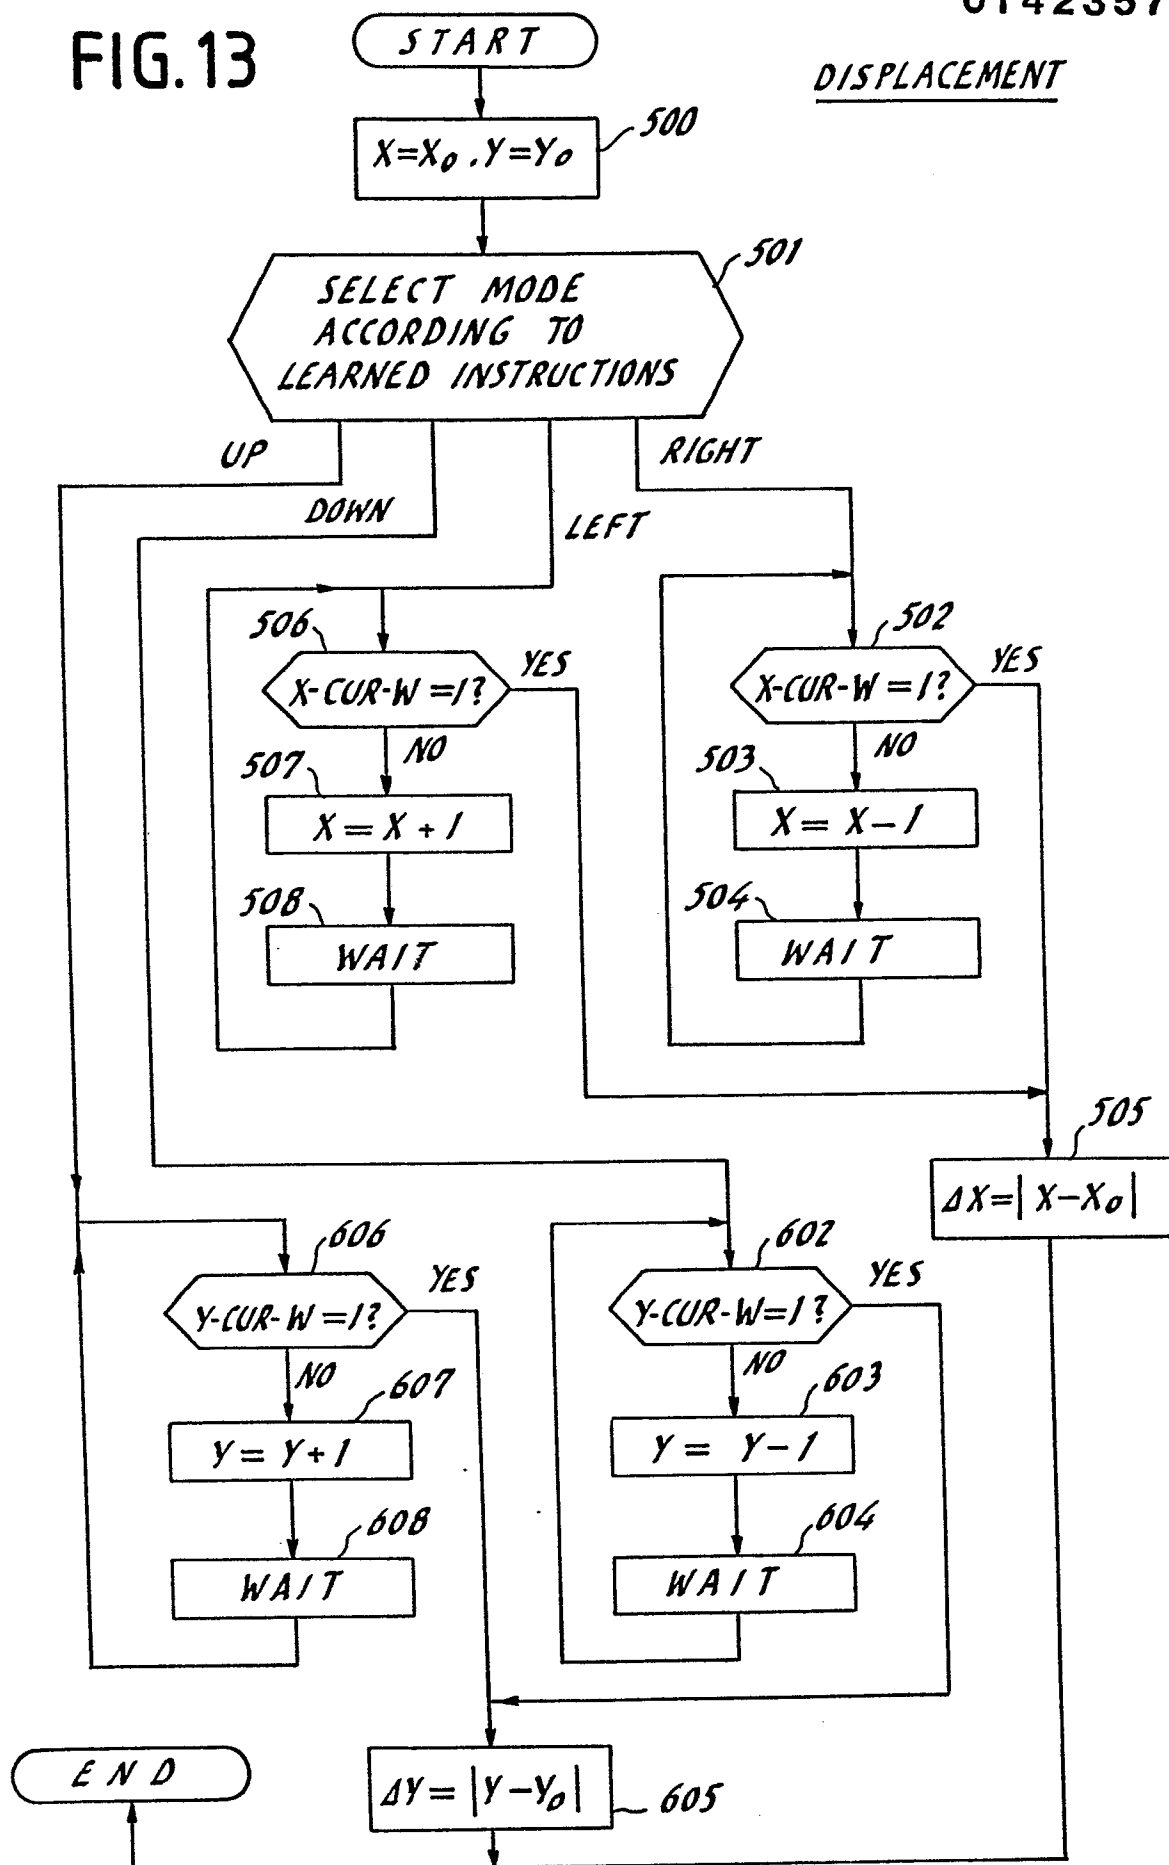 0142357
FIG. 13
START
DISPLACEMENT
500
X=X₀ . Y=Y₀
501
SELECT MODE
ACCORDING TO
LEARNED INSTRUCTIONS
UP
RIGHT
DOWN
LEFT
506
502
YES
YES
X-CUR-W=1?
X-CUR-W=1?
NO
NO
507
503
X=X+1
X=X-1
508
504
WAIT
WAIT
505
ΔX=|X-X₀|
606
602
YES
YES
Y-CUR-W=1?
Y-CUR-W=1?
NO
NO
607
603
Y=Y+1
Y=Y-1
608
604
WAIT
WAIT
END
ΔY=|Y-Y₀|
605